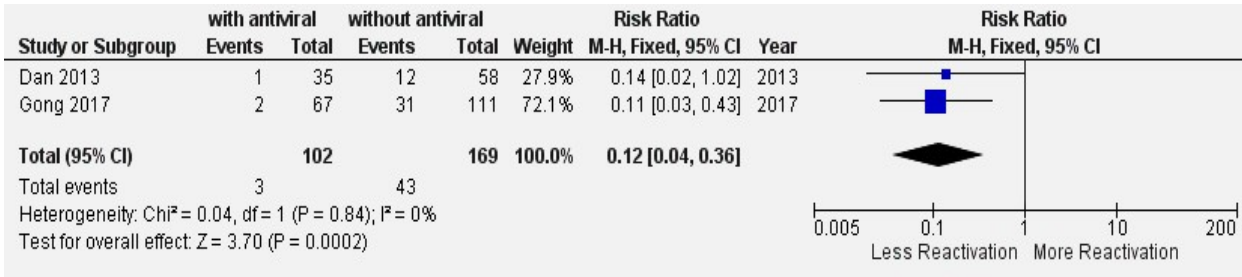 with antiviral without antiviral Risk Ratio Risk Ratio
Study or Subgroup Events Total Events Total Weight M-H, Fixed, 95% CI Year M-H, Fixed, 95% CI
Dan 2013 1 35 12 58 27.9% 0.14 [0.02, 1.02] 2013
Gong 2017 2 67 31 111 72.1% 0.11 [0.03, 0.43] 2017
Total (95% CI) 102 169 100.0% 0.12 [0.04, 0.36]
Total events 3 43
Heterogeneity: Chi² = 0.04, df = 1 (P = 0.84); I² = 0%
Test for overall effect: Z = 3.70 (P = 0.0002)
0.005 0.1 1 10 200
Less Reactivation More Reactivation